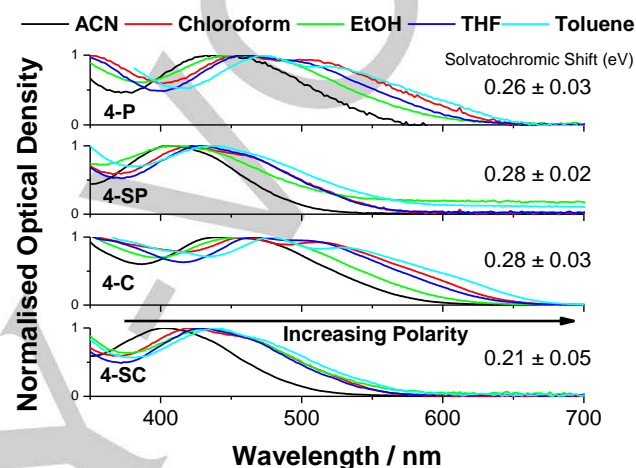 ACN Chloroform EtOH THF Toluene
Normalised Optical Density
Solvatochromic Shift (eV)
1
0.26 ± 0.03
4-P
0
1
0.28 ± 0.02
4-SP
0
1
0.28 ± 0.03
4-C
0
Increasing Polarity
1
0.21 ± 0.05
4-SC
0
400 500 600 700
Wavelength / nm